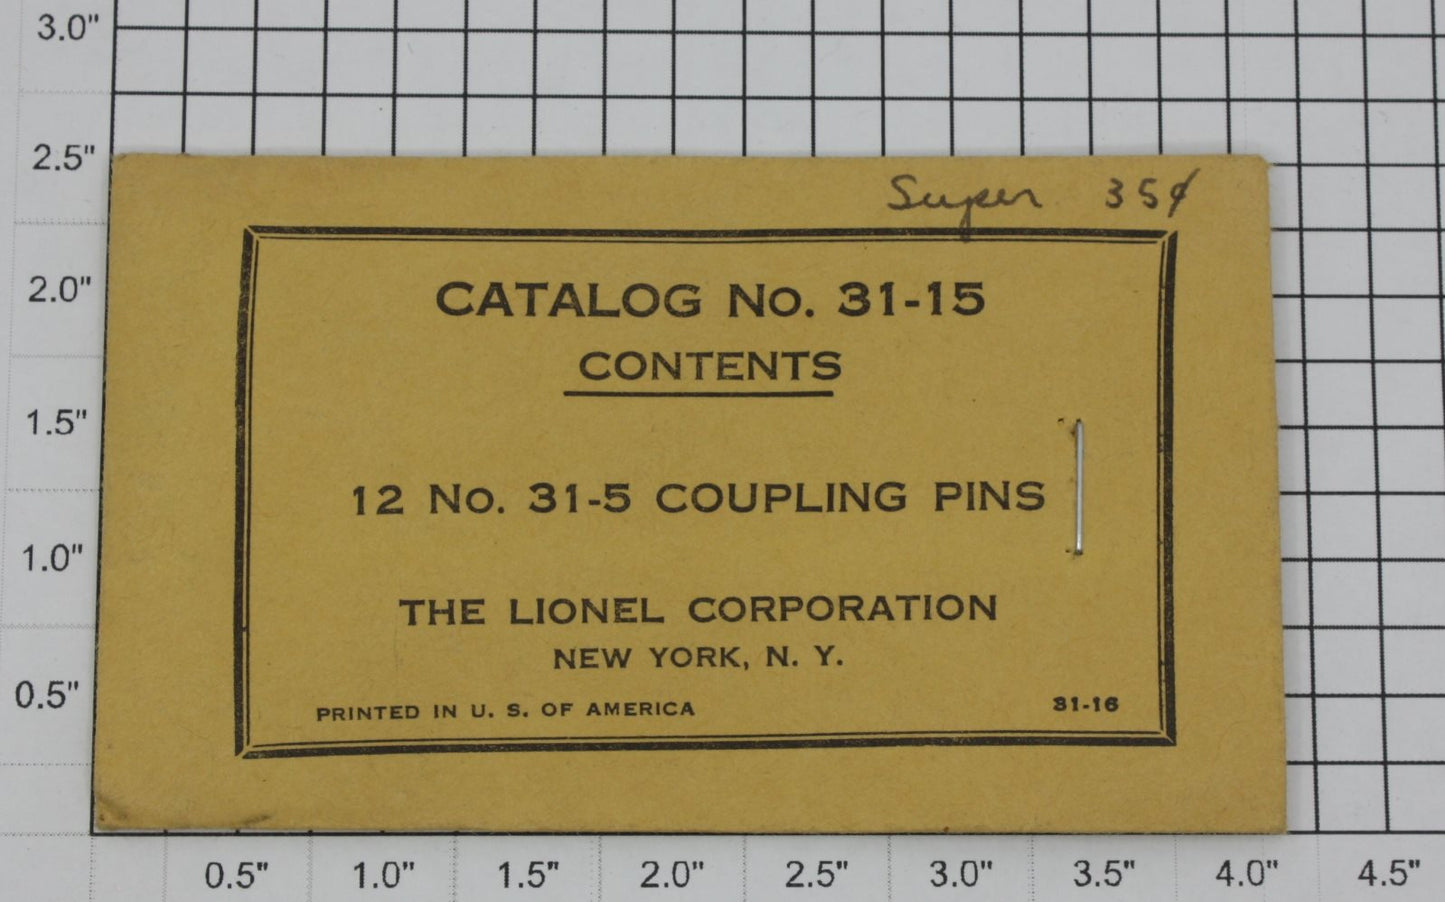 3.0"
2.5"
2.0"
1.5"
1.0"
0.5"
Super 35¢
CATALOG No. 31-15
CONTENTS
12 No. 31-5 COUPLING PINS
THE LIONEL CORPORATION
NEW YORK, N. Y.
PRINTED IN U. S. OF AMERICA 31-16
0.5" 1.0" 1.5" 2.0" 2.5" 3.0" 3.5" 4.0" 4.5"